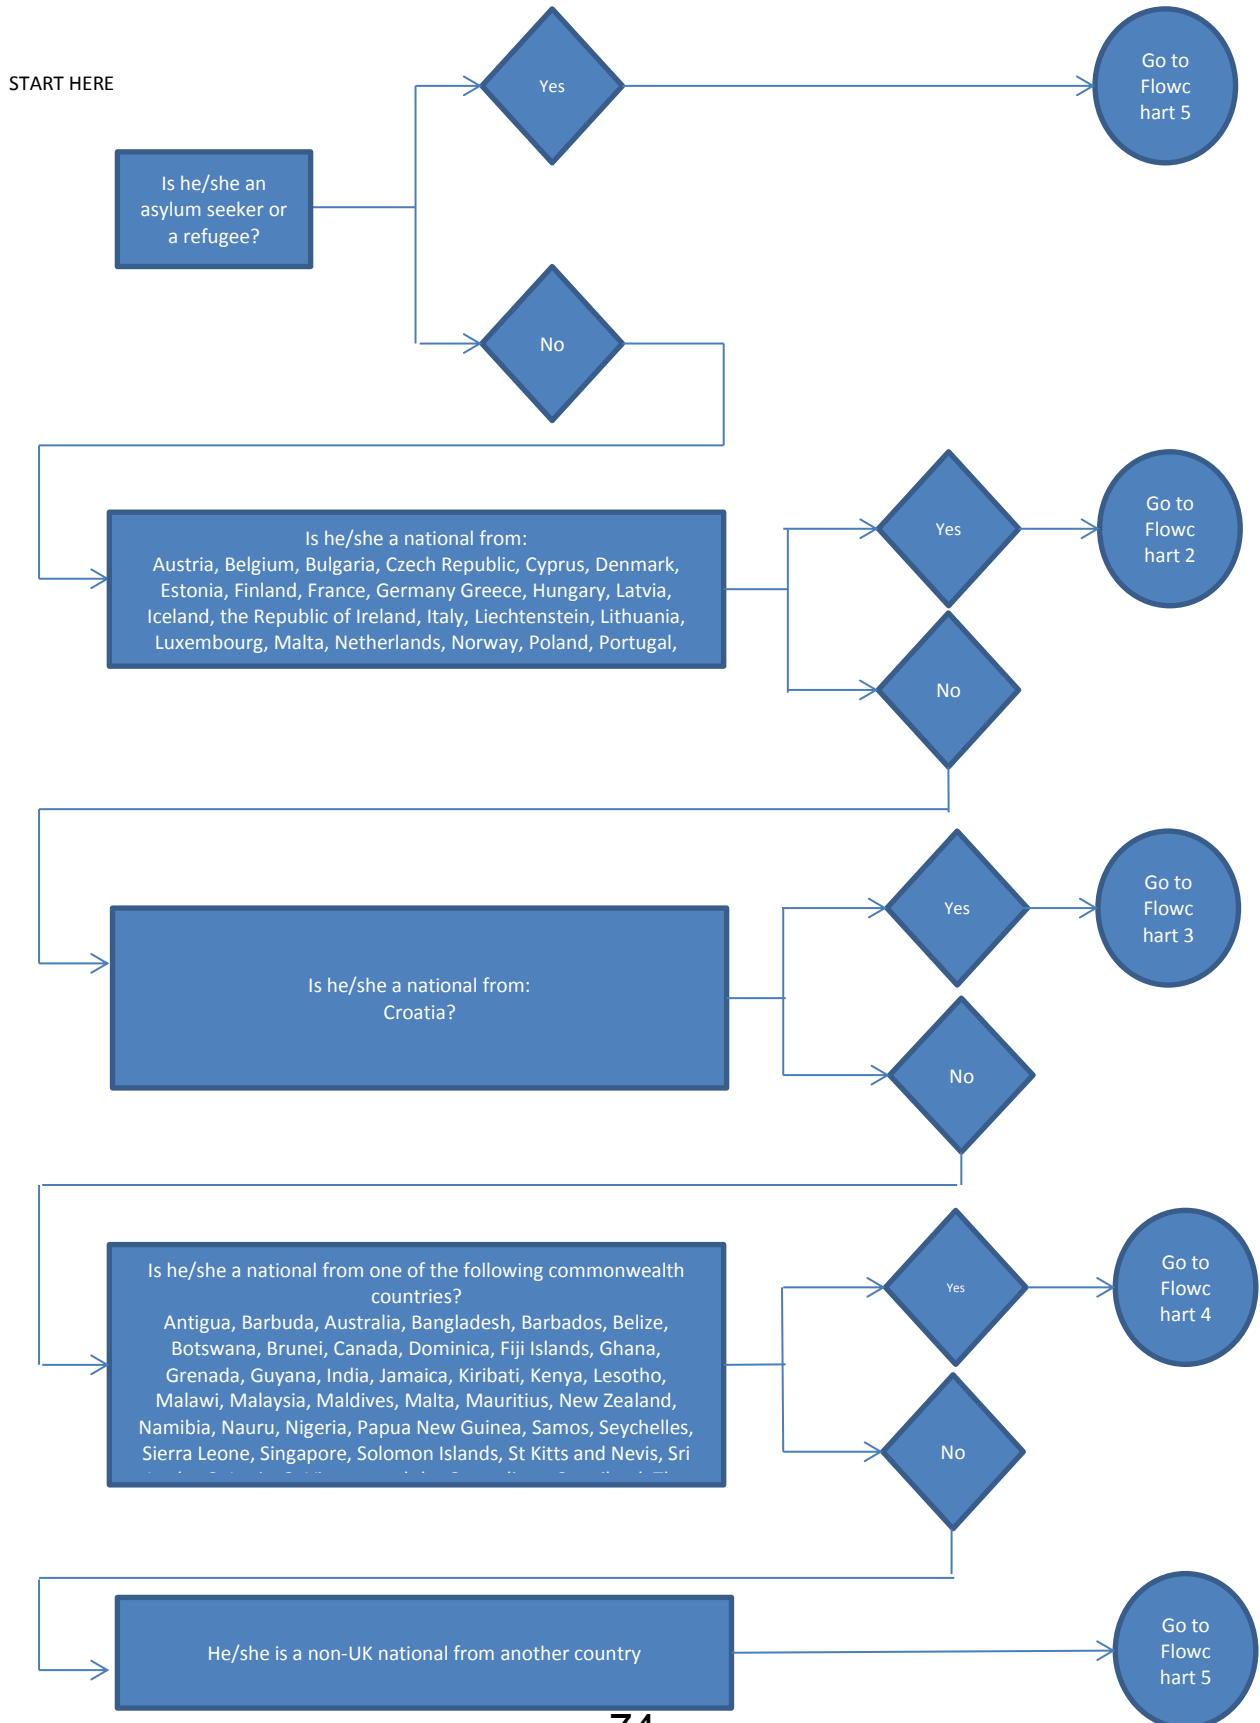 START HERE
Yes
Go to
Flowc
hart 5
Is he/she an
asylum seeker or
a refugee?
No
Is he/she a national from:
Austria, Belgium, Bulgaria, Czech Republic, Cyprus, Denmark,
Estonia, Finland, France, Germany Greece, Hungary, Latvia,
Iceland, the Republic of Ireland, Italy, Liechtenstein, Lithuania,
Luxembourg, Malta, Netherlands, Norway, Poland, Portugal,
Yes
Go to
Flowc
hart 2
No
Is he/she a national from:
Croatia?
Yes
Go to
Flowc
hart 3
No
Is he/she a national from one of the following commonwealth
countries?
Antigua, Barbuda, Australia, Bangladesh, Barbados, Belize,
Botswana, Brunei, Canada, Dominica, Fiji Islands, Ghana,
Grenada, Guyana, India, Jamaica, Kiribati, Kenya, Lesotho,
Malawi, Malaysia, Maldives, Malta, Mauritius, New Zealand,
Namibia, Nauru, Nigeria, Papua New Guinea, Samos, Seychelles,
Sierra Leone, Singapore, Solomon Islands, St Kitts and Nevis, Sri
Yes
Go to
Flowc
hart 4
No
He/she is a non-UK national from another country
Go to
Flowc
hart 5